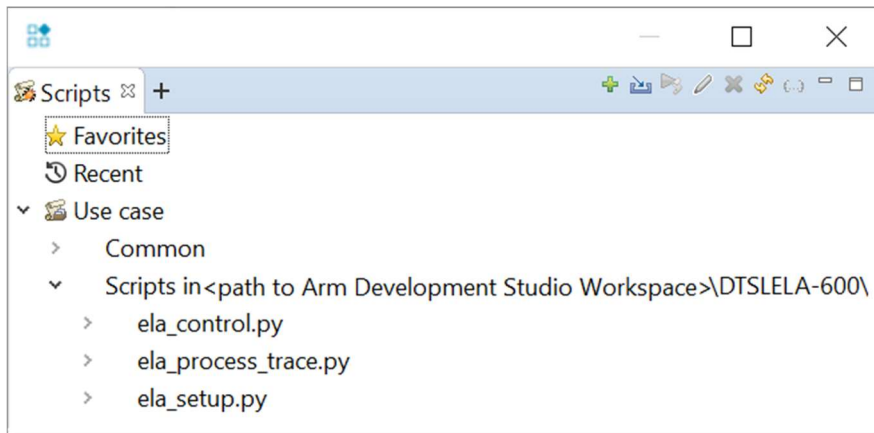 Scripts
Favorites
Recent
Use case
Common
Scripts in<path to Arm Development Studio Workspace>\DTSLELA-600\
ela_control.py
ela_process_trace.py
ela_setup.py